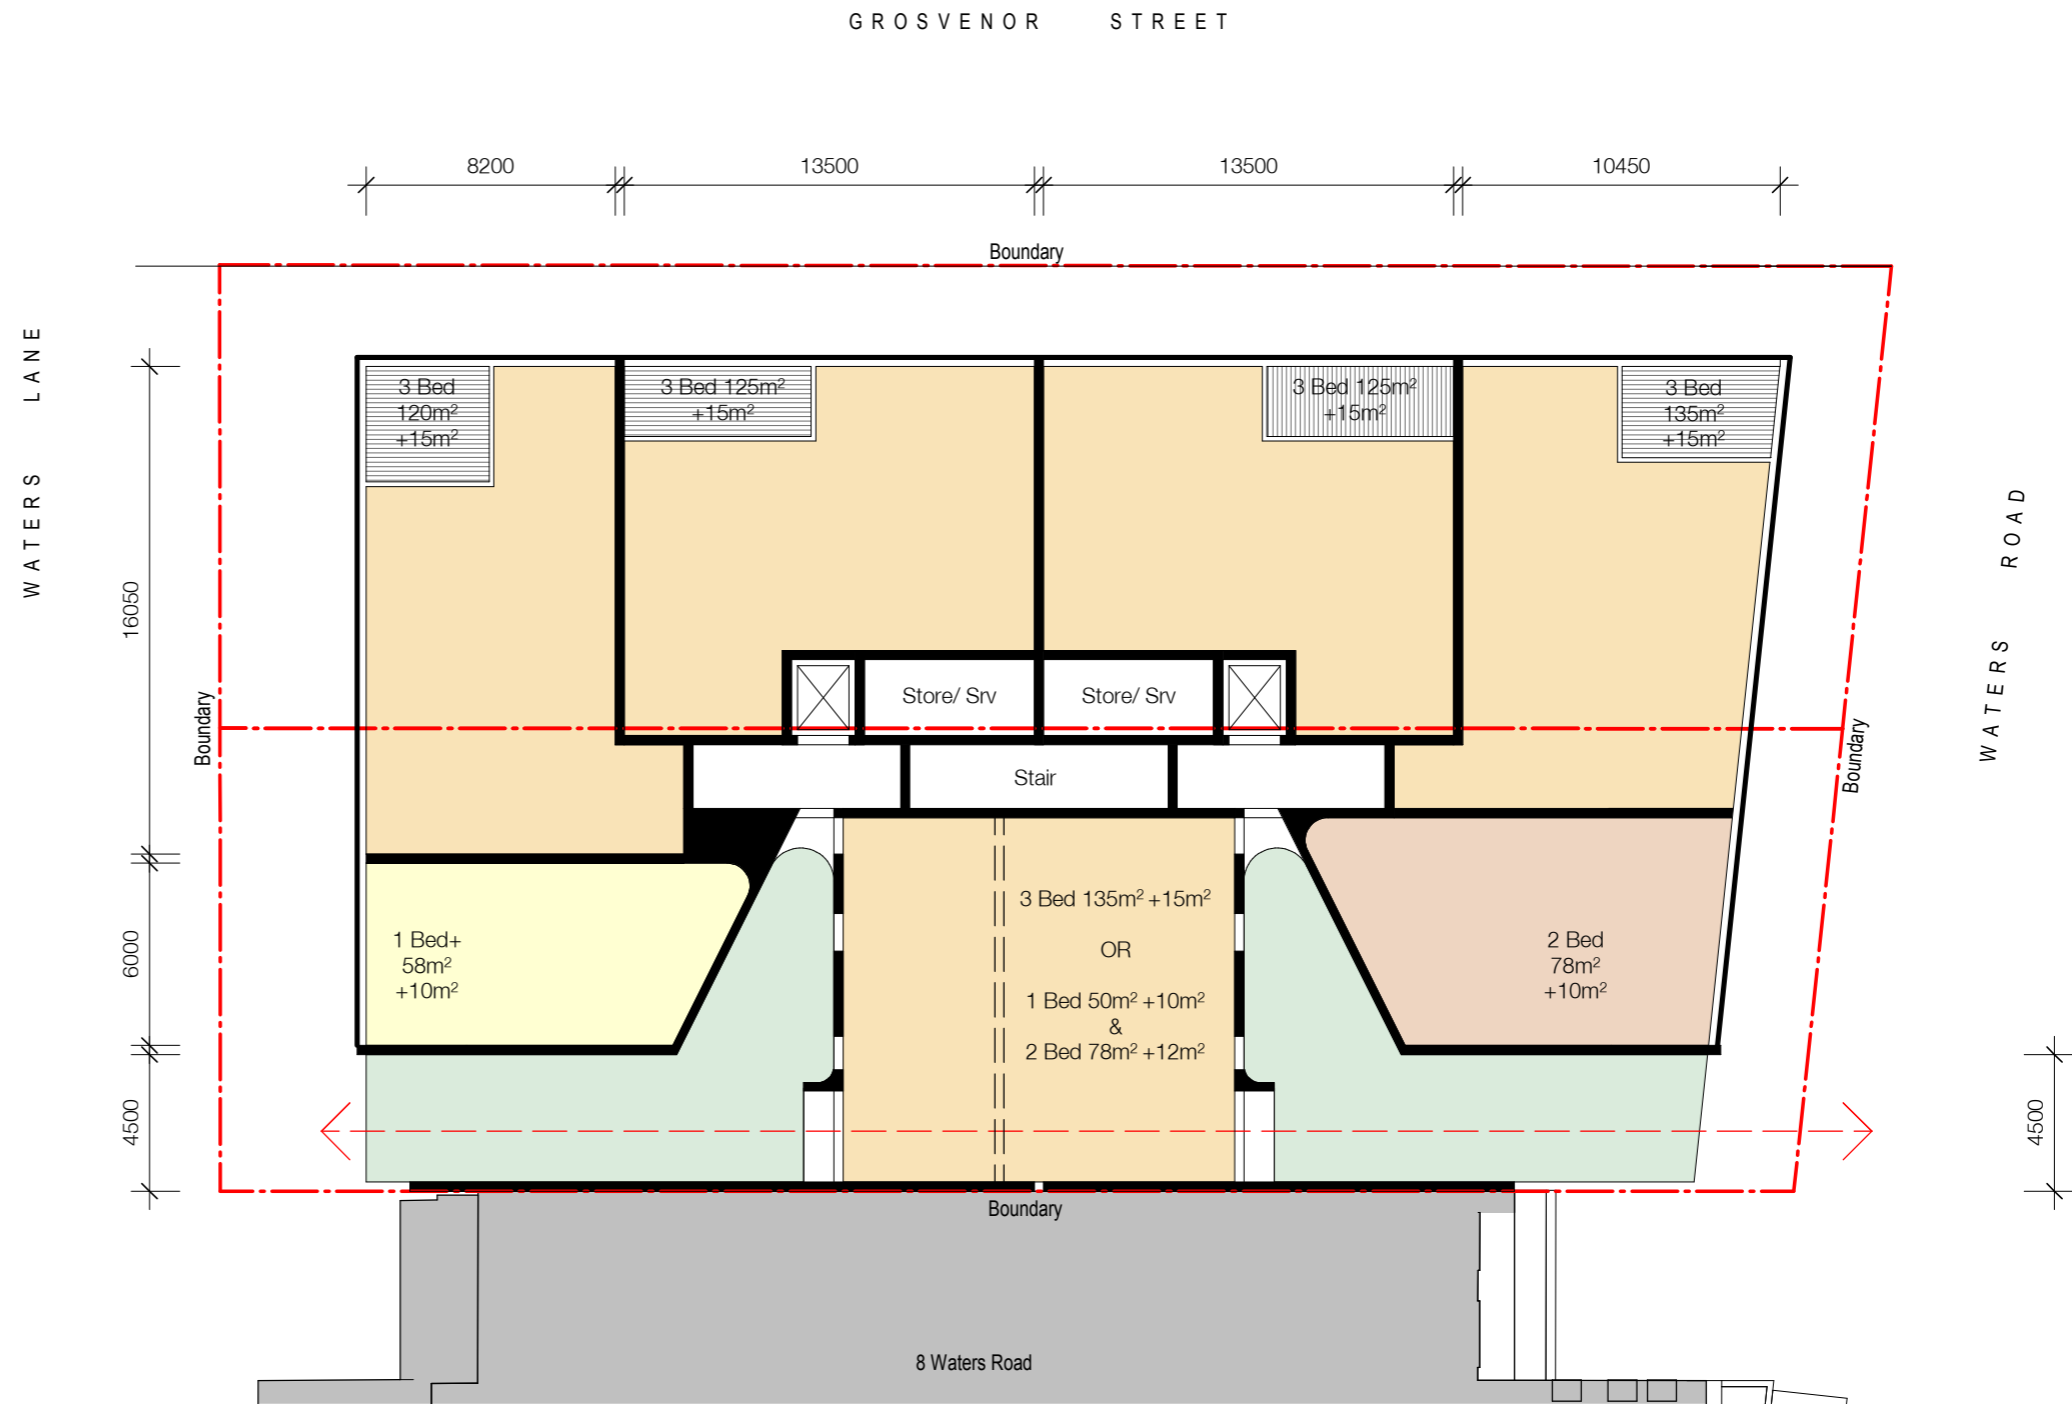 GROSVENOR STREET
8200
13500
13500
10450
Boundary
WATERS LANE
WATERS ROAD
16050
6000
4500
4500
Boundary
Boundary
3 Bed
120m²
+15m²
3 Bed 125m²
+15m²
3 Bed 125m²
+15m²
3 Bed
135m²
+15m²
Store/ Srv
Store/ Srv
Stair
1 Bed+
58m²
+10m²
3 Bed 135m² +15m²
OR
1 Bed 50m² +10m²
&
2 Bed 78m² +12m²
2 Bed
78m²
+10m²
Boundary
8 Waters Road